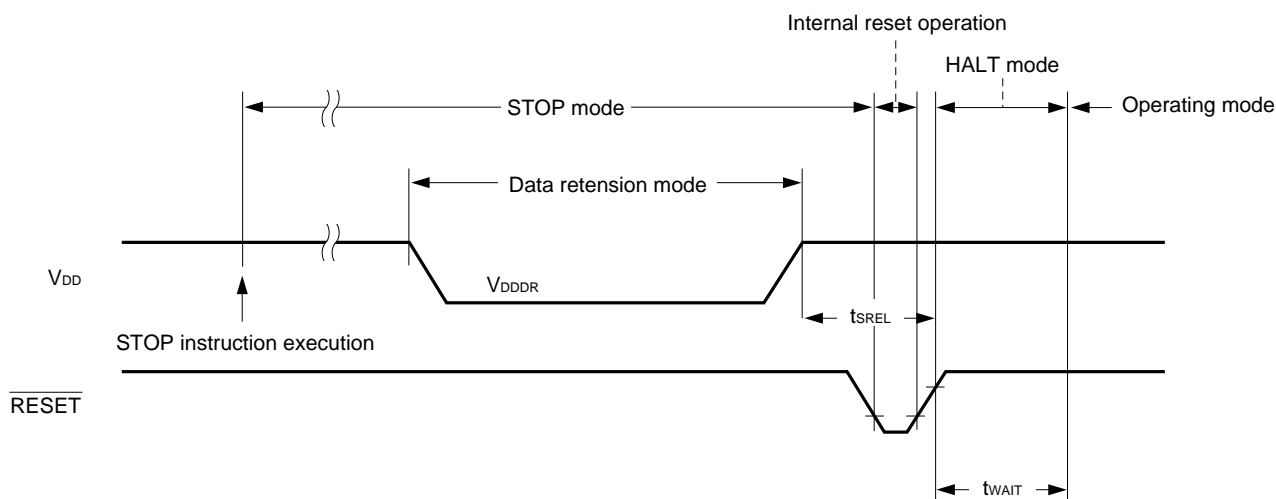 Internal reset operation
HALT mode
STOP mode
Operating mode
Data retension mode
VDD
VDDDR
tSREL
STOP instruction execution
RESET
tWAIT